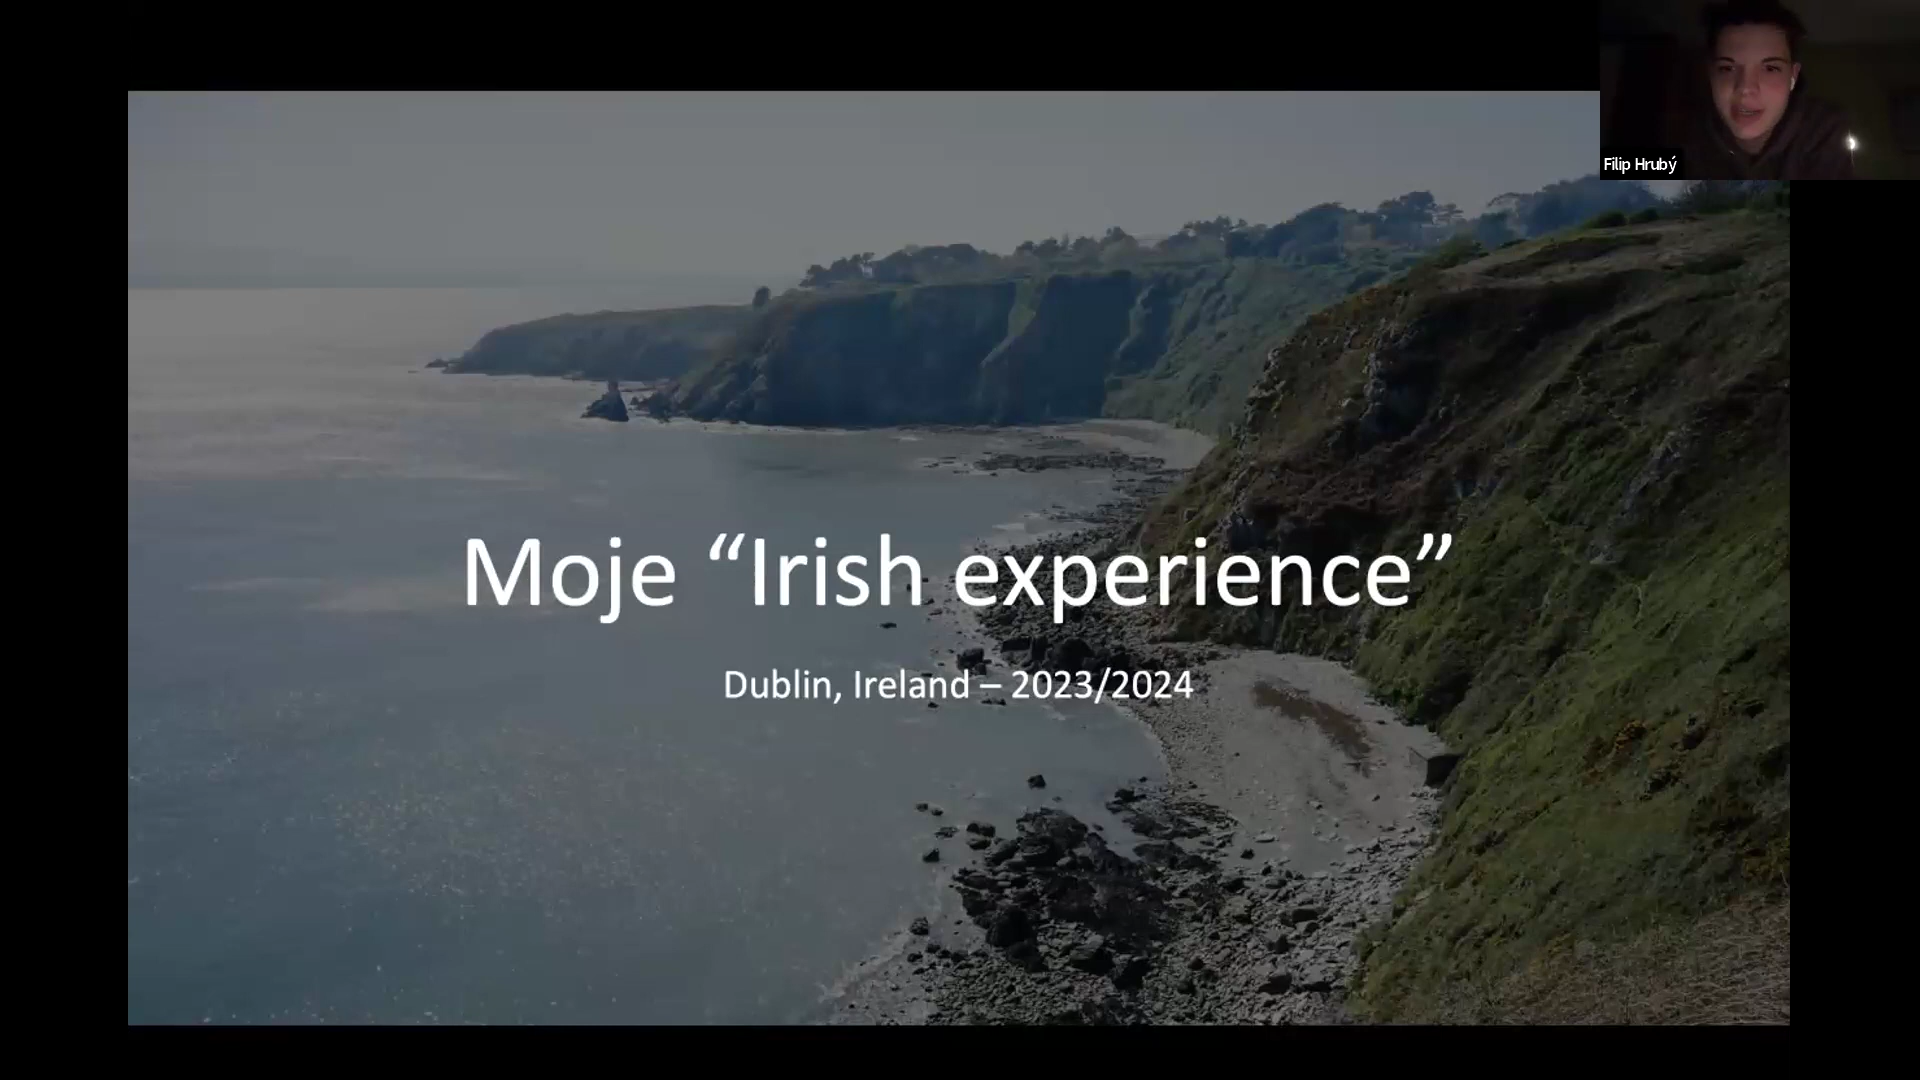 Filip Hrubý
Moje “Irish experience”
Dublin, Ireland – 2023/2024